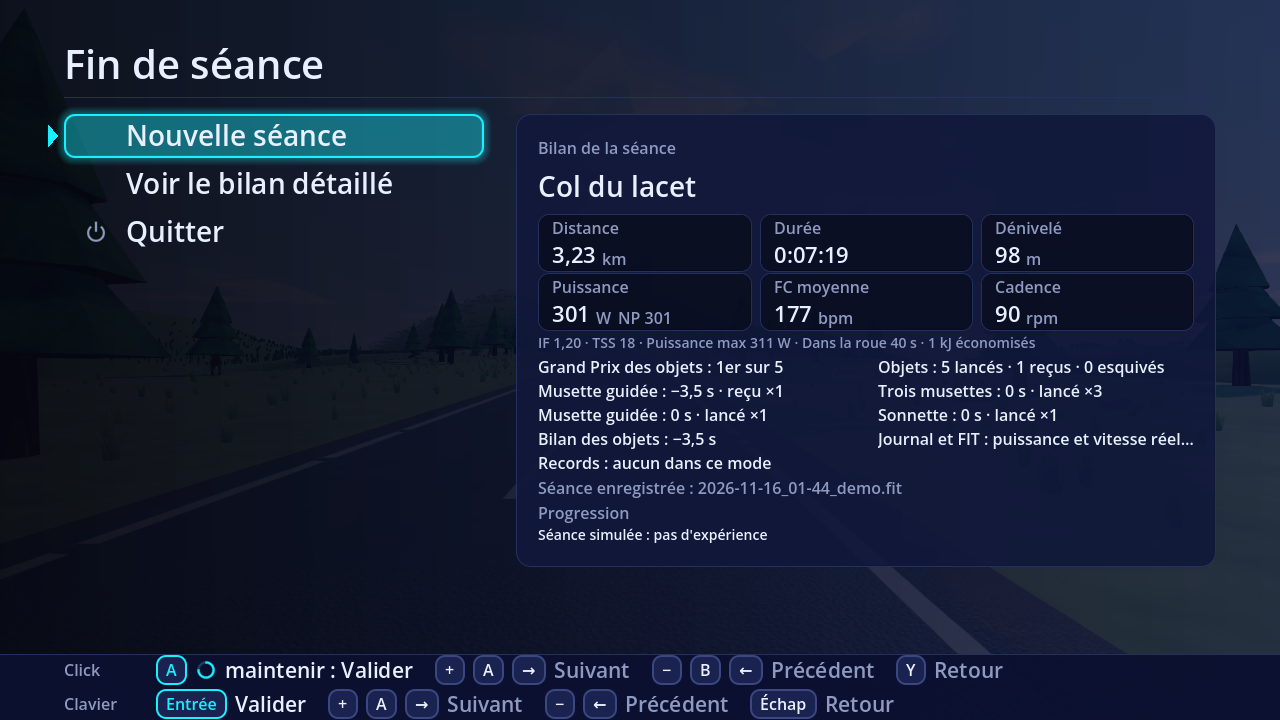 Fin de séance
Nouvelle séance
Voir le bilan détaillé
Quitter
Bilan de la séance
Col du lacet
Distance
3,23 km
Durée
0:07:19
Dénivelé
98 m
Puissance
301 W NP 301
FC moyenne
177 bpm
Cadence
90 rpm
IF 1,20 · TSS 18 · Puissance max 311 W · Dans la roue 40 s · 1 kJ économisés
Grand Prix des objets : 1er sur 5
Objets : 5 lancés · 1 reçus · 0 esquivés
Musette guidée : −3,5 s · reçu ×1
Trois musettes : 0 s · lancé ×3
Musette guidée : 0 s · lancé ×1
Sonnette : 0 s · lancé ×1
Bilan des objets : −3,5 s
Journal et FIT : puissance et vitesse réel…
Records : aucun dans ce mode
Séance enregistrée : 2026-11-16_01-44_demo.fit
Progression
Séance simulée : pas d'expérience
Click A maintenir : Valider + A → Suivant − B ← Précédent Y Retour
Clavier Entrée Valider + A → Suivant − ← Précédent Échap Retour